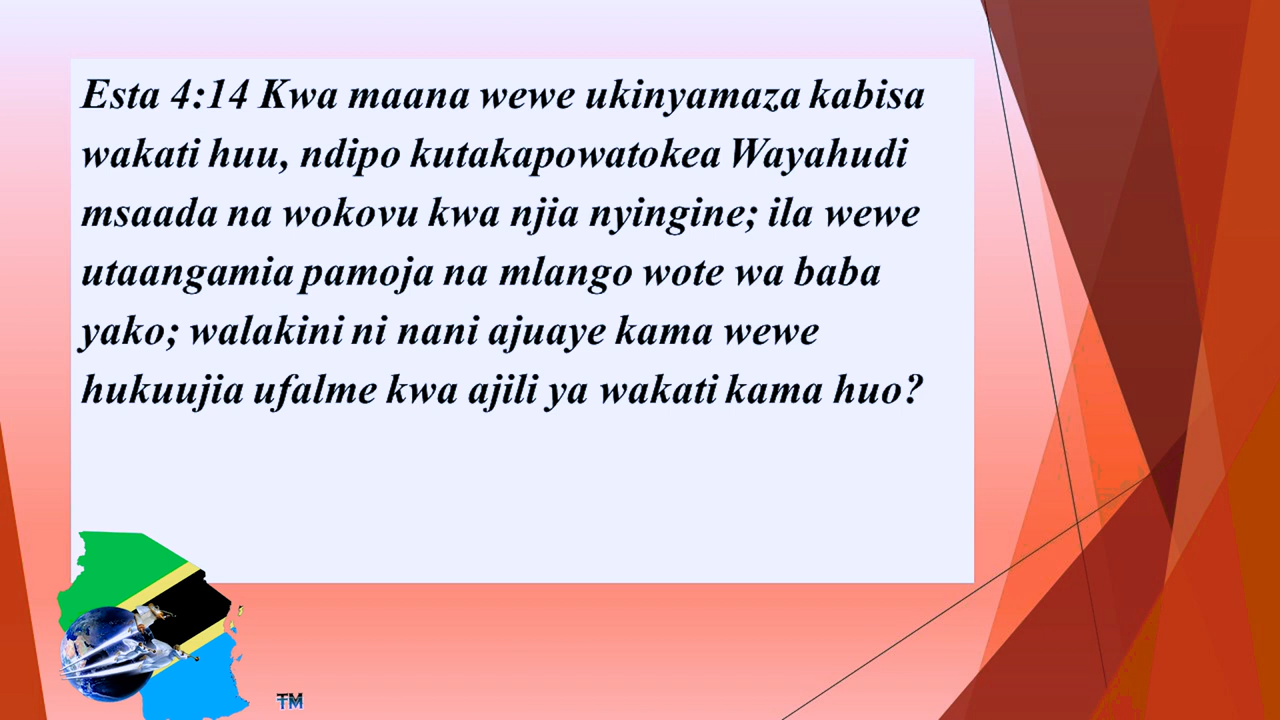 Esta 4:14 Kwa maana wewe ukinyamaza kabisa
wakati huu, ndipo kutakapowatokea Wayahudi
msaada na wokovu kwa njia nyingine; ila wewe
utaangamia pamoja na mlango wote wa baba
yako; walakini ni nani ajuaye kama wewe
hukuujia ufalme kwa ajili ya wakati kama huo?
TM